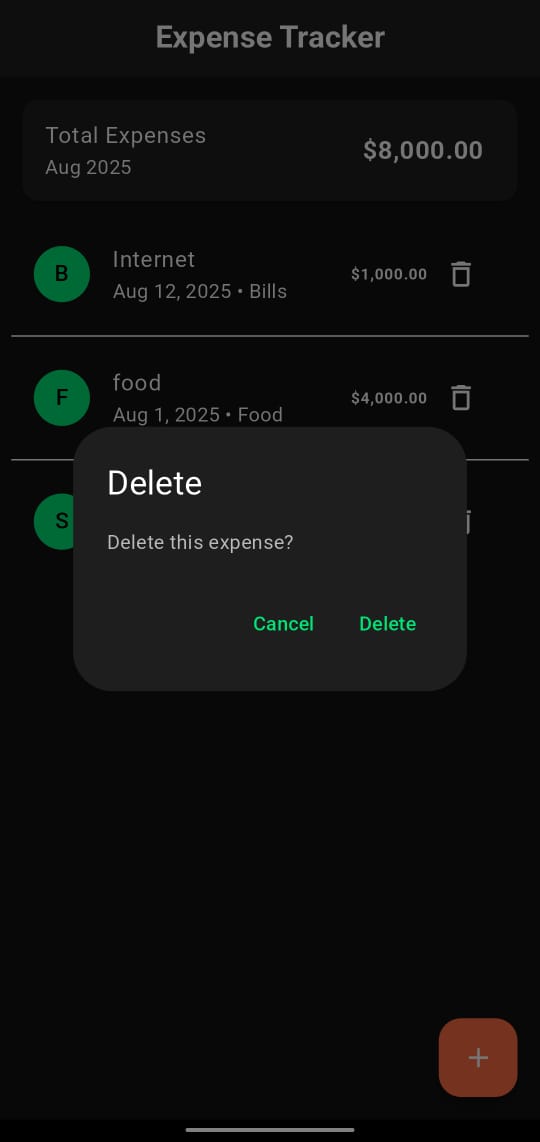 Expense Tracker
Total Expenses
Aug 2025
$8,000.00
B
Internet
Aug 12, 2025 • Bills
$1,000.00
F
food
Aug 1, 2025 • Food
$4,000.00
S
Delete
Delete this expense?
Cancel
Delete